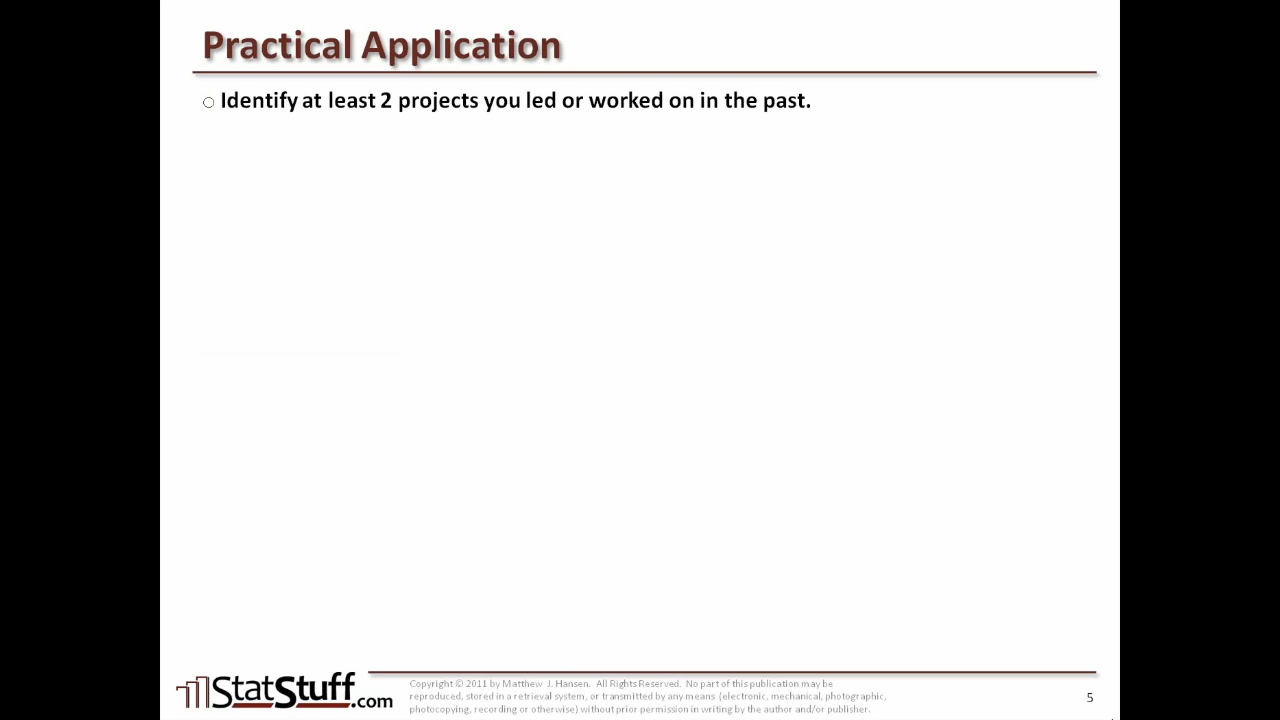 Practical Application
○ Identify at least 2 projects you led or worked on in the past.
StatStuff.com
Copyright © 2011 by Matthew J. Hansen. All Rights Reserved. No part of this publication may be
reproduced, stored in a retrieval system, or transmitted by any means (electronic, mechanical, photographic,
photocopying, recording or otherwise) without prior permission in writing by the author and/or publisher.
5